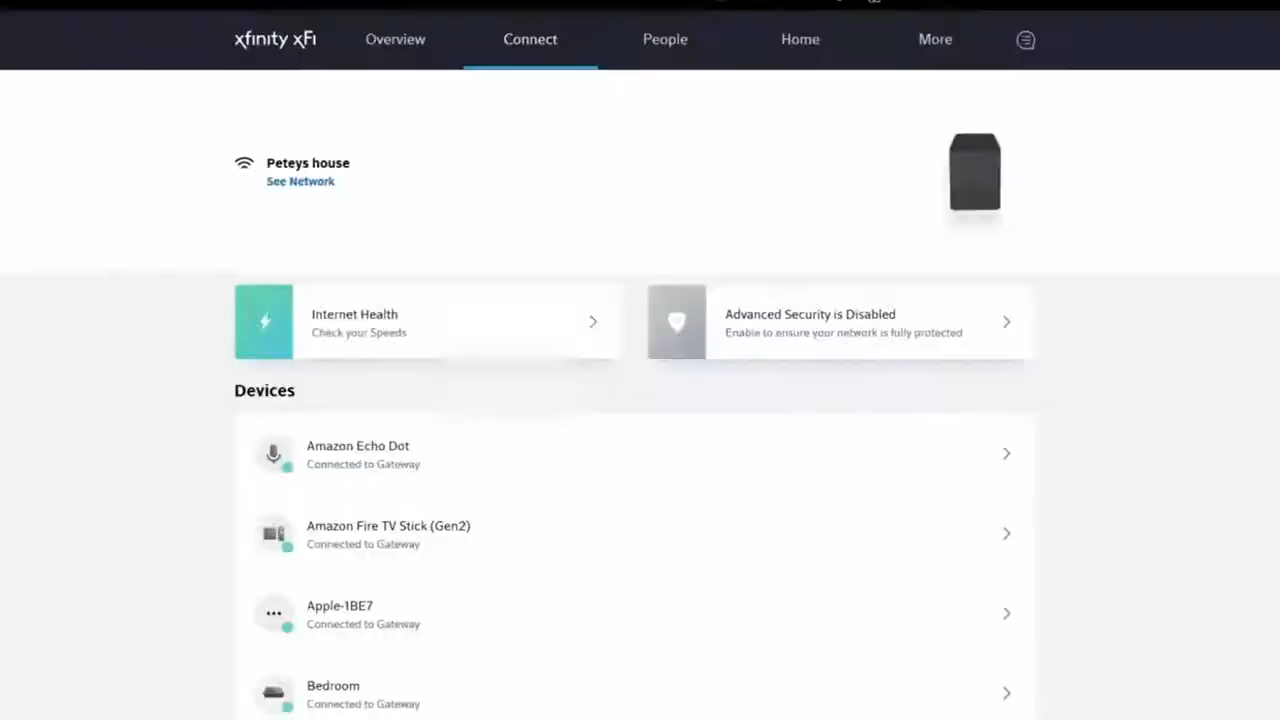 xfinity xFi
Overview
Connect
People
Home
More
Peteys house
See Network
Internet Health
Check your Speeds
Advanced Security is Disabled
Enable to ensure your network is fully protected
Devices
Amazon Echo Dot
Connected to Gateway
Amazon Fire TV Stick (Gen2)
Connected to Gateway
Apple-1BE7
Connected to Gateway
Bedroom
Connected to Gateway